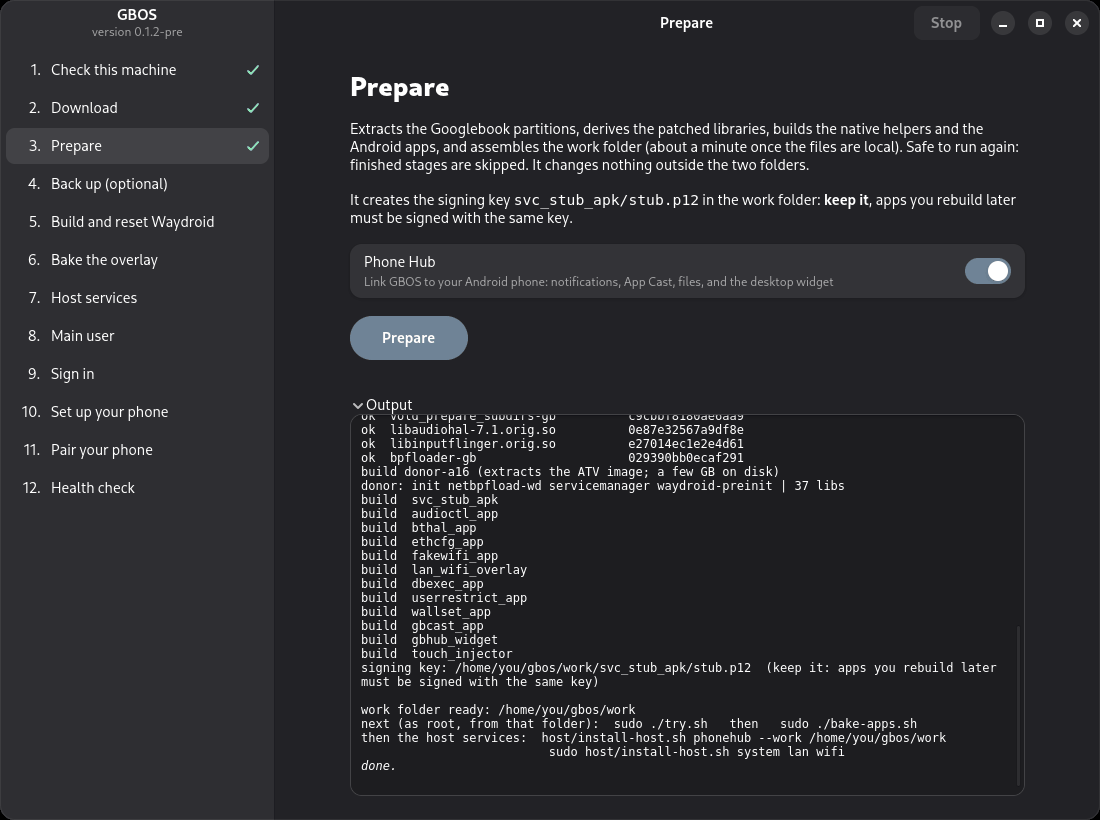 GBOS
version 0.1.2-pre
Prepare
Stop
1. Check this machine
2. Download
3. Prepare
4. Back up (optional)
5. Build and reset Waydroid
6. Bake the overlay
7. Host services
8. Main user
9. Sign in
10. Set up your phone
11. Pair your phone
12. Health check
Prepare
Extracts the Googlebook partitions, derives the patched libraries, builds the native helpers and the
Android apps, and assembles the work folder (about a minute once the files are local). Safe to run again:
finished stages are skipped. It changes nothing outside the two folders.
It creates the signing key svc_stub_apk/stub.p12 in the work folder: keep it, apps you rebuild later
must be signed with the same key.
Phone Hub
Link GBOS to your Android phone: notifications, App Cast, files, and the desktop widget
Prepare
Output
ok vold_prepare_subdirs-gb c9cbbf8180ae6aa9
ok libaudiohal-7.1.orig.so 0e87e32567a9df8e
ok libinputflinger.orig.so e27014ec1e2e4d61
ok bpfloader-gb 029390bb0ecaf291
build donor-a16 (extracts the ATV image; a few GB on disk)
donor: init netbpfload-wd servicemanager waydroid-preinit | 37 libs
build svc_stub_apk
build audioctl_app
build bthal_app
build ethcfg_app
build fakewifi_app
build lan_wifi_overlay
build dbexec_app
build userrestrict_app
build wallset_app
build gbcast_app
build gbhub_widget
build touch_injector
signing key: /home/you/gbos/work/svc_stub_apk/stub.p12 (keep it: apps you rebuild later
must be signed with the same key)
work folder ready: /home/you/gbos/work
next (as root, from that folder): sudo ./try.sh then sudo ./bake-apps.sh
then the host services: host/install-host.sh phonehub --work /home/you/gbos/work
sudo host/install-host.sh system lan wifi
done.